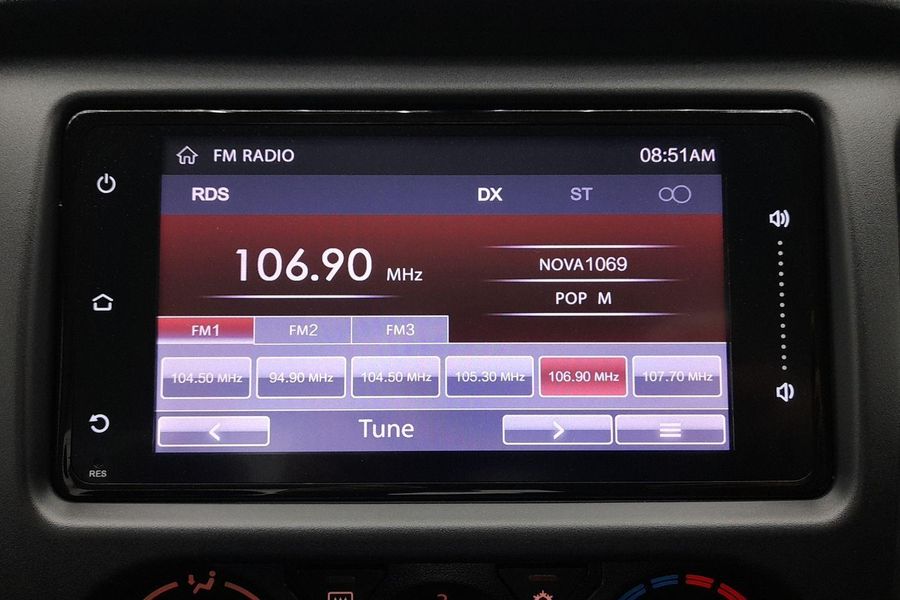 FM RADIO 08:51AM
RDS DX ST
106.90 MHz
NOVA1069
POP M
FM1 FM2 FM3
104.50 MHz 94.90 MHz 104.50 MHz 105.30 MHz 106.90 MHz 107.70 MHz
Tune
RES